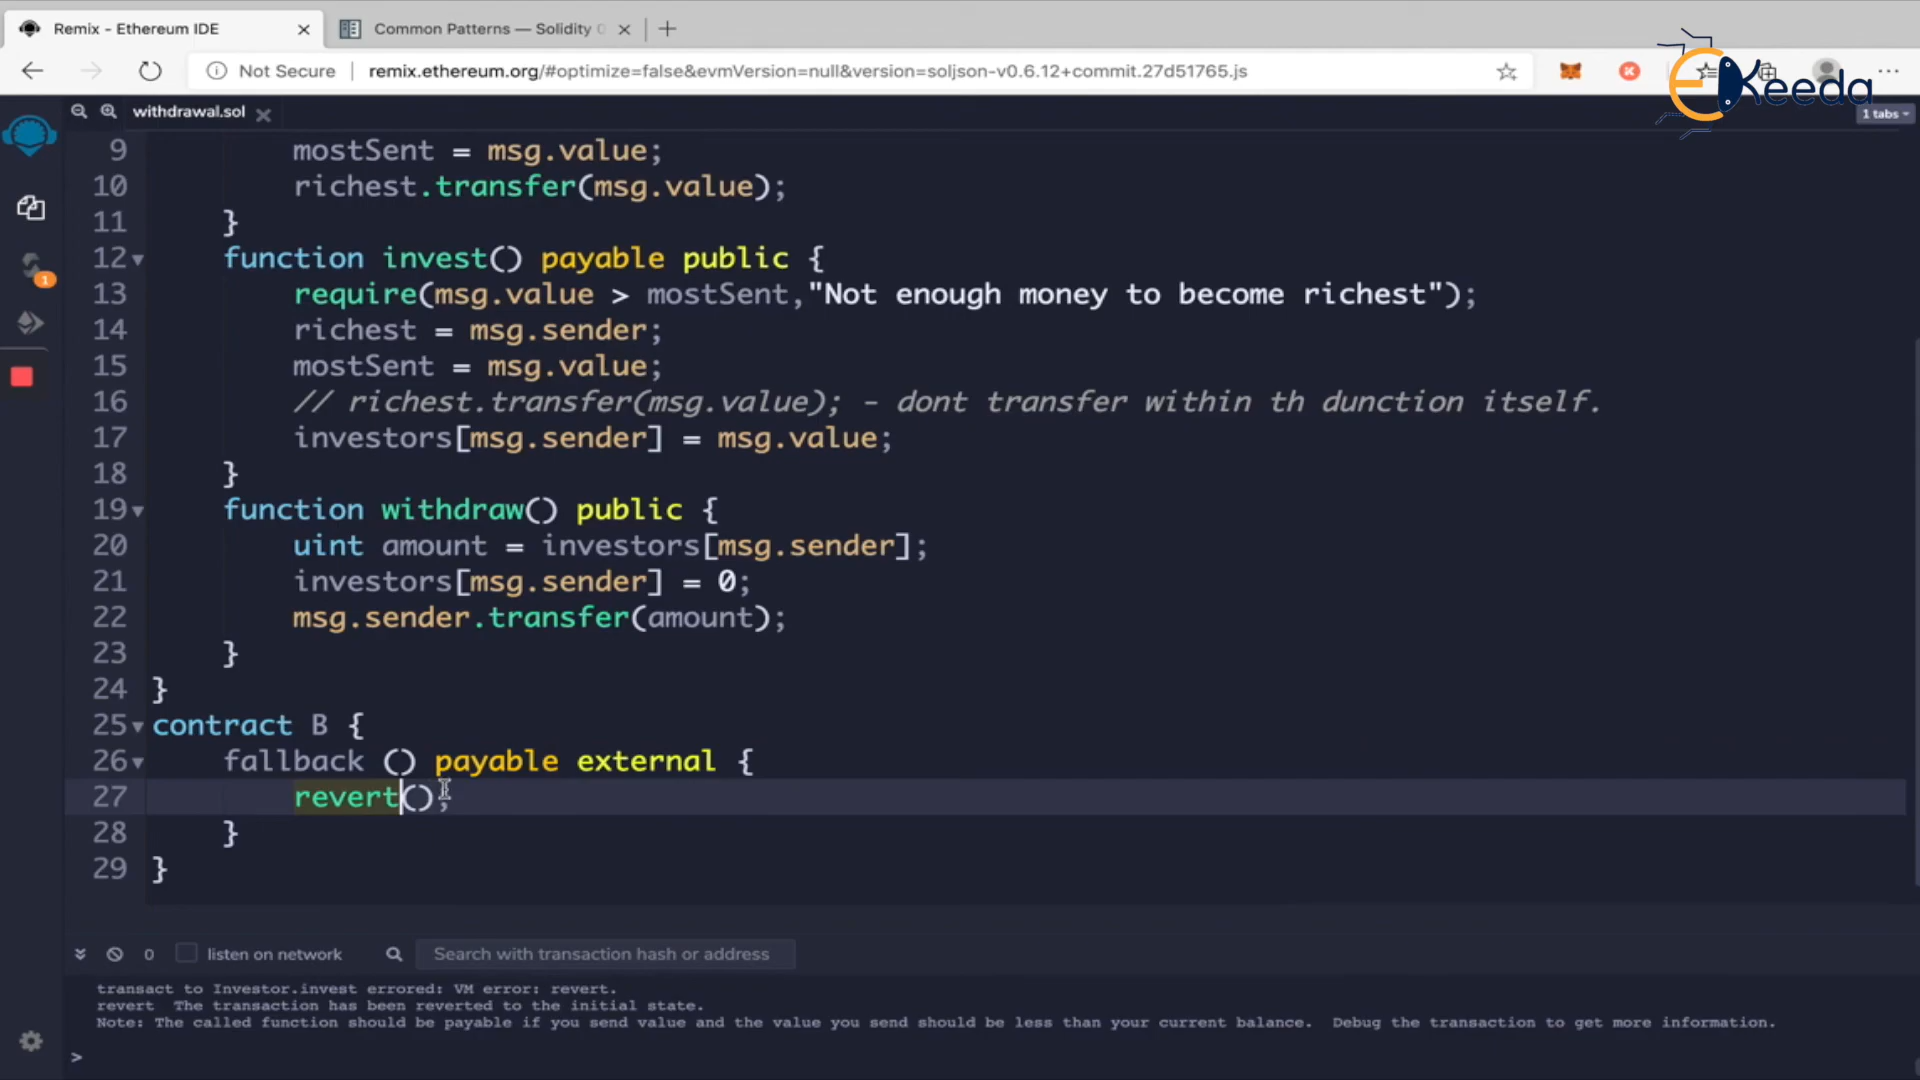 Remix - Ethereum IDE
Common Patterns — Solidity
Not Secure | remix.ethereum.org/#optimize=false&evmVersion=null&version=soljson-v0.6.12+commit.27d51765.js
EKeeda
withdrawal.sol
1 tabs
9 mostSent = msg.value;
10 richest.transfer(msg.value);
11 }
12 function invest() payable public {
13 require(msg.value > mostSent,"Not enough money to become richest");
14 richest = msg.sender;
15 mostSent = msg.value;
16 // richest.transfer(msg.value); - dont transfer within th dunction itself.
17 investors[msg.sender] = msg.value;
18 }
19 function withdraw() public {
20 uint amount = investors[msg.sender];
21 investors[msg.sender] = 0;
22 msg.sender.transfer(amount);
23 }
24 }
25 contract B {
26 fallback () payable external {
27 revert();
28 }
29 }
1
0 listen on network Search with transaction hash or address
transact to Investor.invest errored: VM error: revert.
revert The transaction has been reverted to the initial state.
Note: The called function should be payable if you send value and the value you send should be less than your current balance. Debug the transaction to get more information.
>